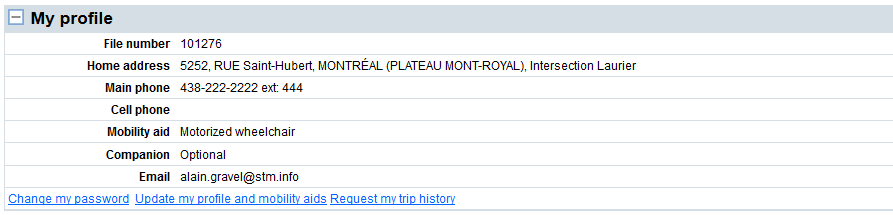 My profile
File number 101276
Home address 5252, RUE Saint-Hubert, MONTRÉAL (PLATEAU MONT-ROYAL), Intersection Laurier
Main phone 438-222-2222 ext: 444
Cell phone
Mobility aid Motorized wheelchair
Companion Optional
Email alain.gravel@stm.info
Change my password Update my profile and mobility aids Request my trip history